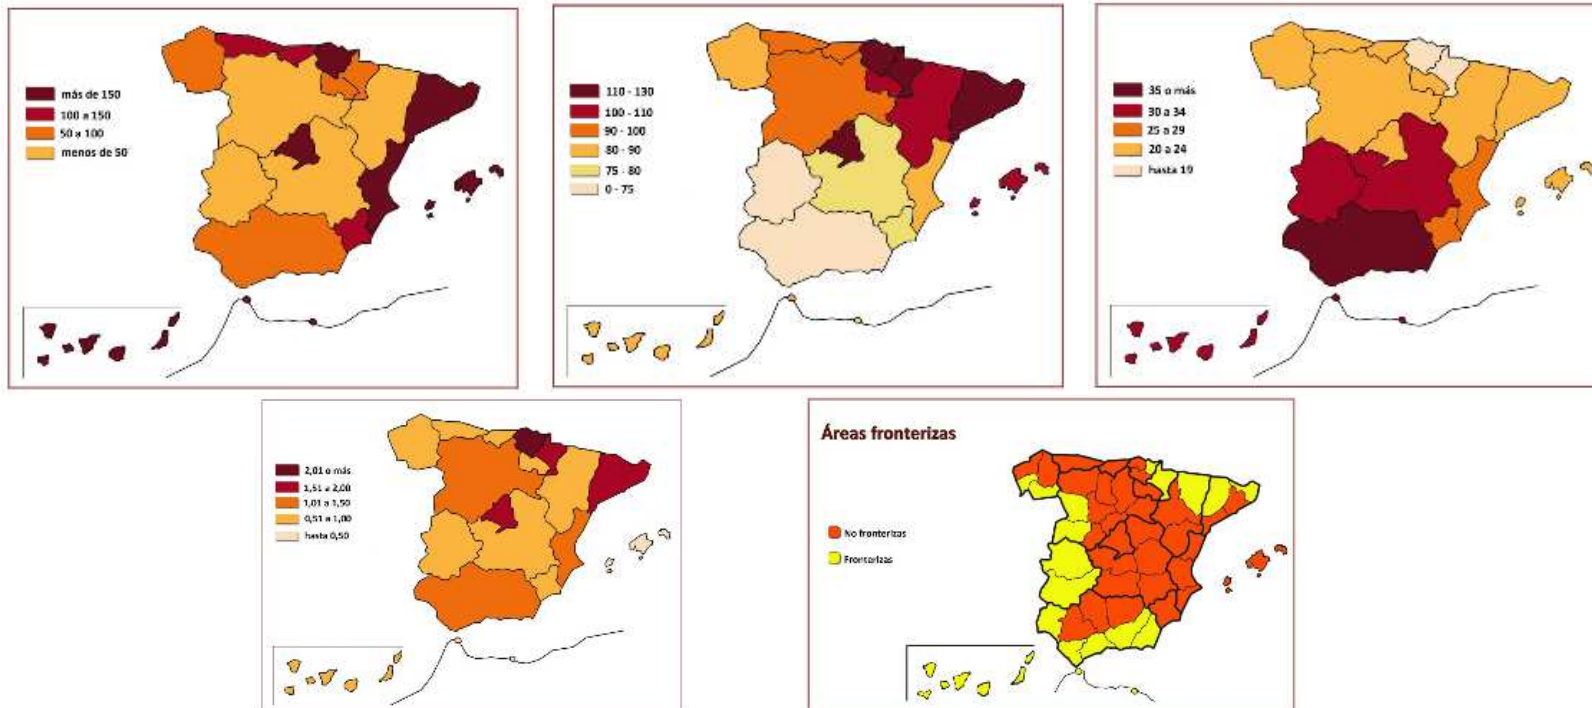 más de 150
100 a 150
50 a 100
menos de 50
110 - 130
100 - 110
90 - 100
80 - 90
75 - 80
0 - 75
35 o más
30 a 34
25 a 29
20 a 24
hasta 19
2,01 o más
1,51 a 2,00
1,01 a 1,50
0,51 a 1,00
hasta 0,50
Áreas fronterizas
No fronterizas
Fronterizas